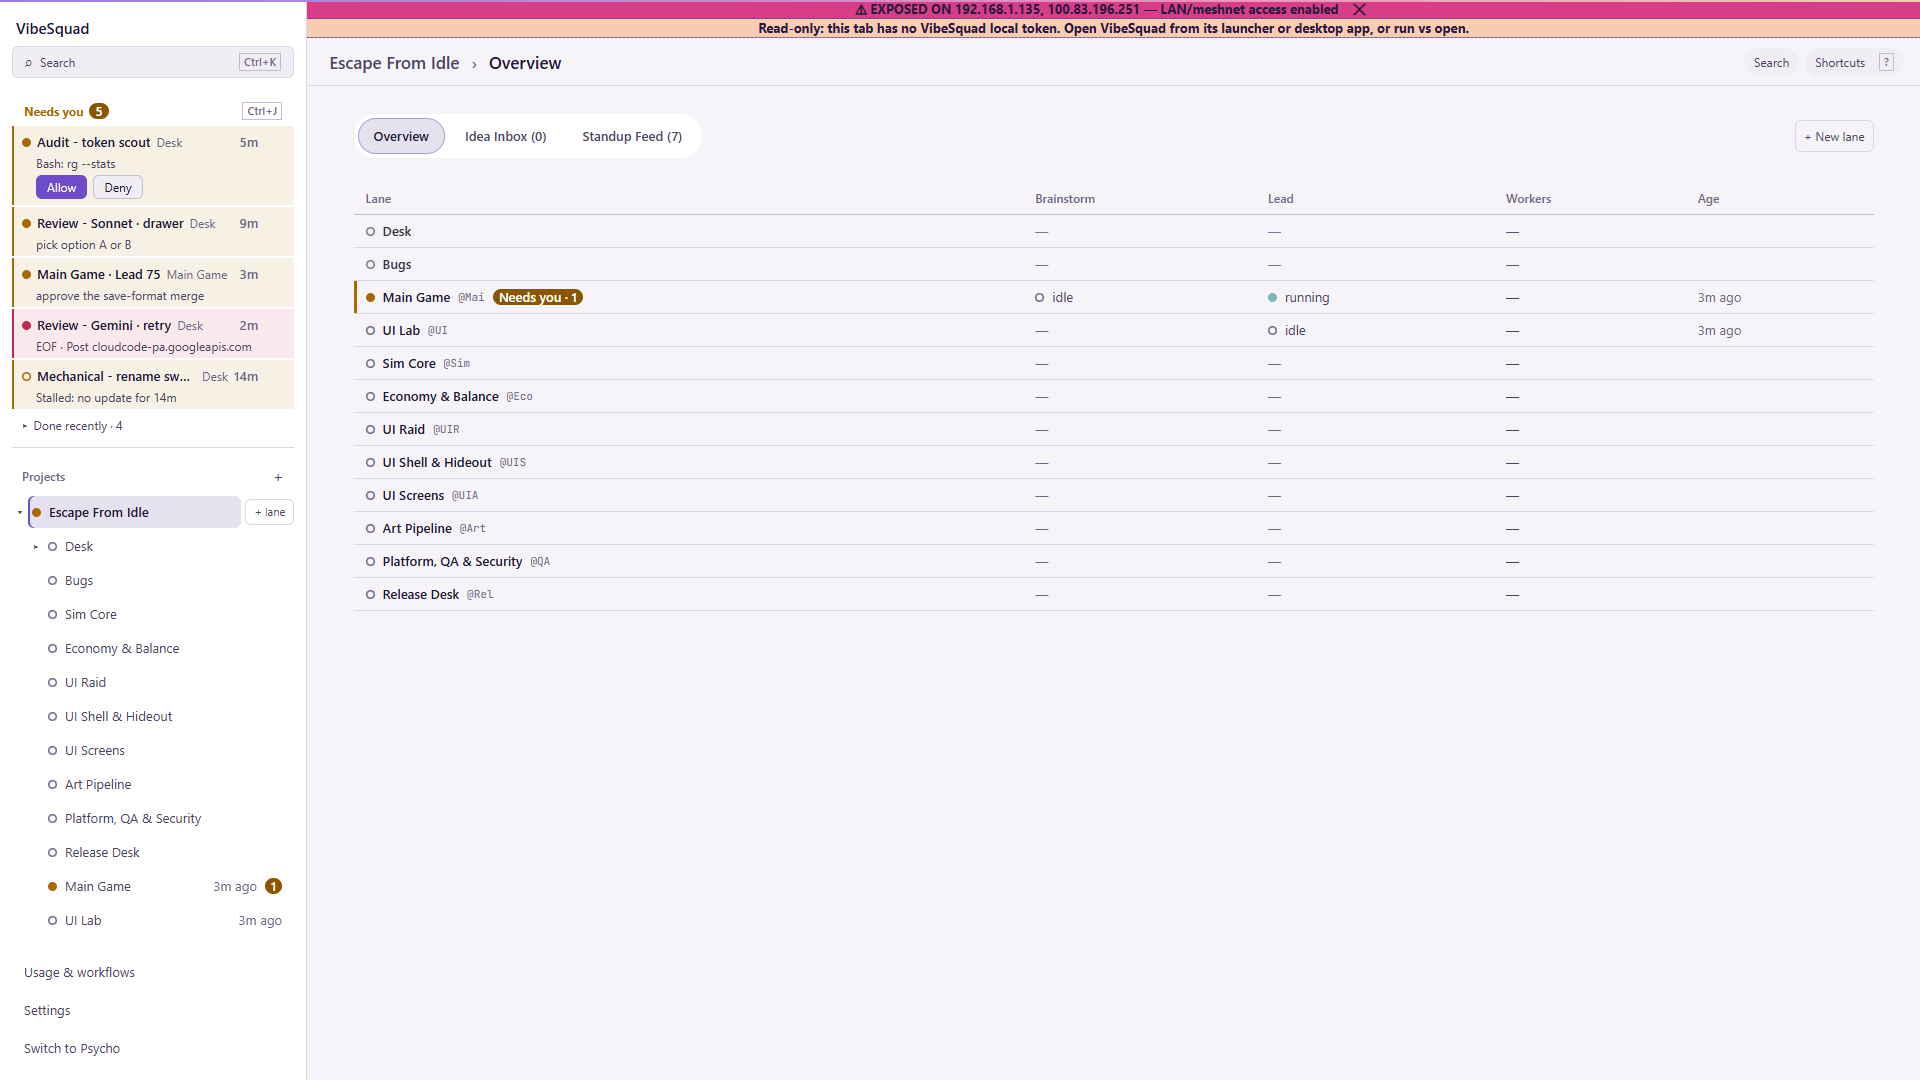 VibeSquad
Search Ctrl+K
Needs you 5 Ctrl+J
Audit - token scout Desk 5m
Bash: rg --stats
Allow Deny
Review - Sonnet · drawer Desk 9m
pick option A or B
Main Game · Lead 75 Main Game 3m
approve the save-format merge
Review - Gemini · retry Desk 2m
EOF · Post cloudcode-pa.googleapis.com
Mechanical - rename sw... Desk 14m
Stalled: no update for 14m
Done recently · 4
Projects +
Escape From Idle + lane
Desk
Bugs
Sim Core
Economy & Balance
UI Raid
UI Shell & Hideout
UI Screens
Art Pipeline
Platform, QA & Security
Release Desk
Main Game 3m ago 1
UI Lab 3m ago
Usage & workflows
Settings
Switch to Psycho
⚠ EXPOSED ON 192.168.1.135, 100.83.196.251 — LAN/meshnet access enabled
Read-only: this tab has no VibeSquad local token. Open VibeSquad from its launcher or desktop app, or run vs open.
Escape From Idle › Overview Search Shortcuts ?
Overview Idea Inbox (0) Standup Feed (7) + New lane
Lane Brainstorm Lead Workers Age
Desk — — —
Bugs — — —
Main Game @Mai Needs you · 1 idle running — 3m ago
UI Lab @UI — idle — 3m ago
Sim Core @Sim — — —
Economy & Balance @Eco — — —
UI Raid @UIR — — —
UI Shell & Hideout @UIS — — —
UI Screens @UIA — — —
Art Pipeline @Art — — —
Platform, QA & Security @QA — — —
Release Desk @Rel — — —